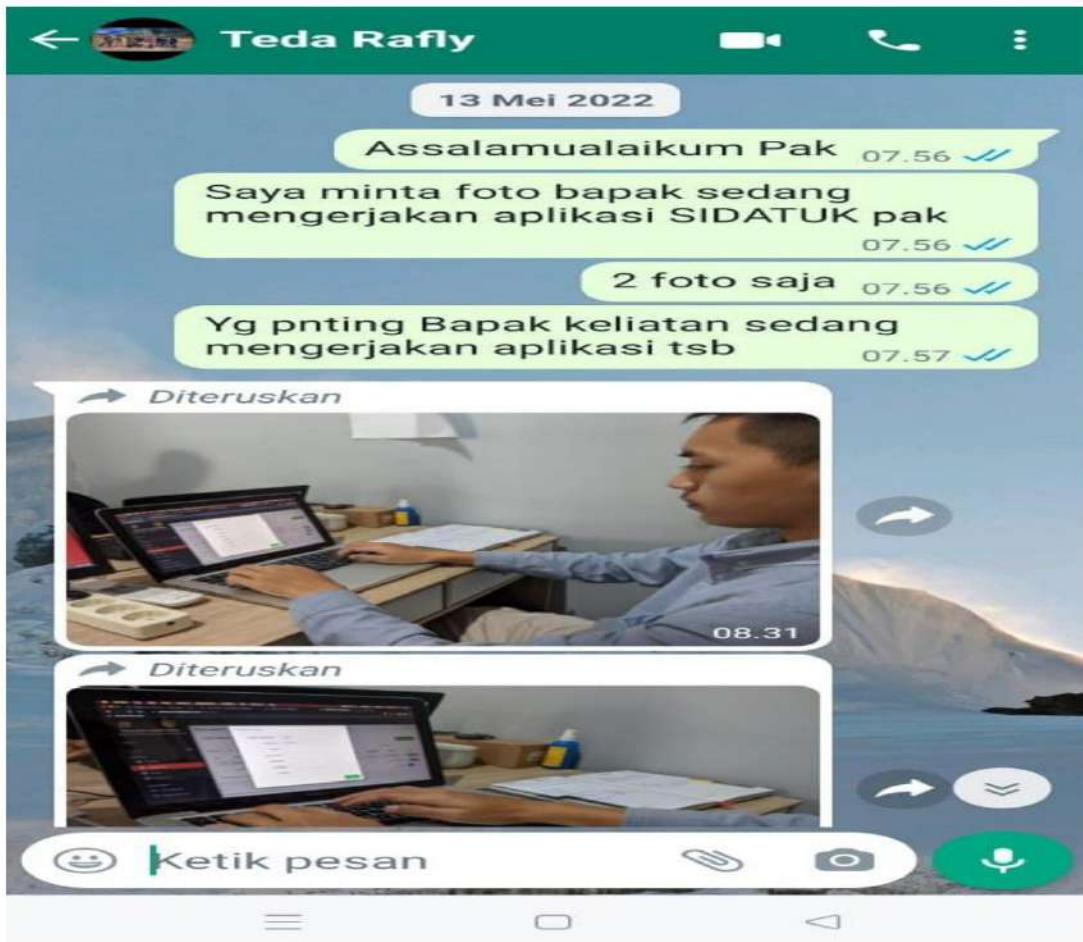 Teda Rafly
13 Mei 2022
Assalamualaikum Pak 07.56
Saya minta foto bapak sedang
mengerjakan aplikasi SIDATUK pak
07.56
2 foto saja 07.56
Yg pnting Bapak keliatan sedang
mengerjakan aplikasi tsb 07.57
Diteruskan
08.31
Diteruskan
Ketik pesan